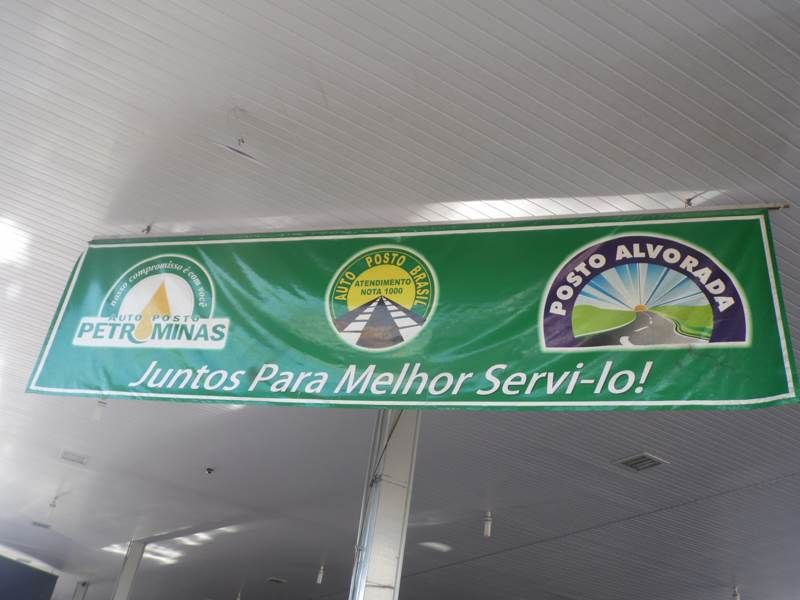 nosso compromisso é com você
AUTO POSTO
PETROMINAS
AUTO POSTO BRASIL
ATENDIMENTO
NOTA 1000
POSTO ALVORADA
Juntos Para Melhor Servi-lo!